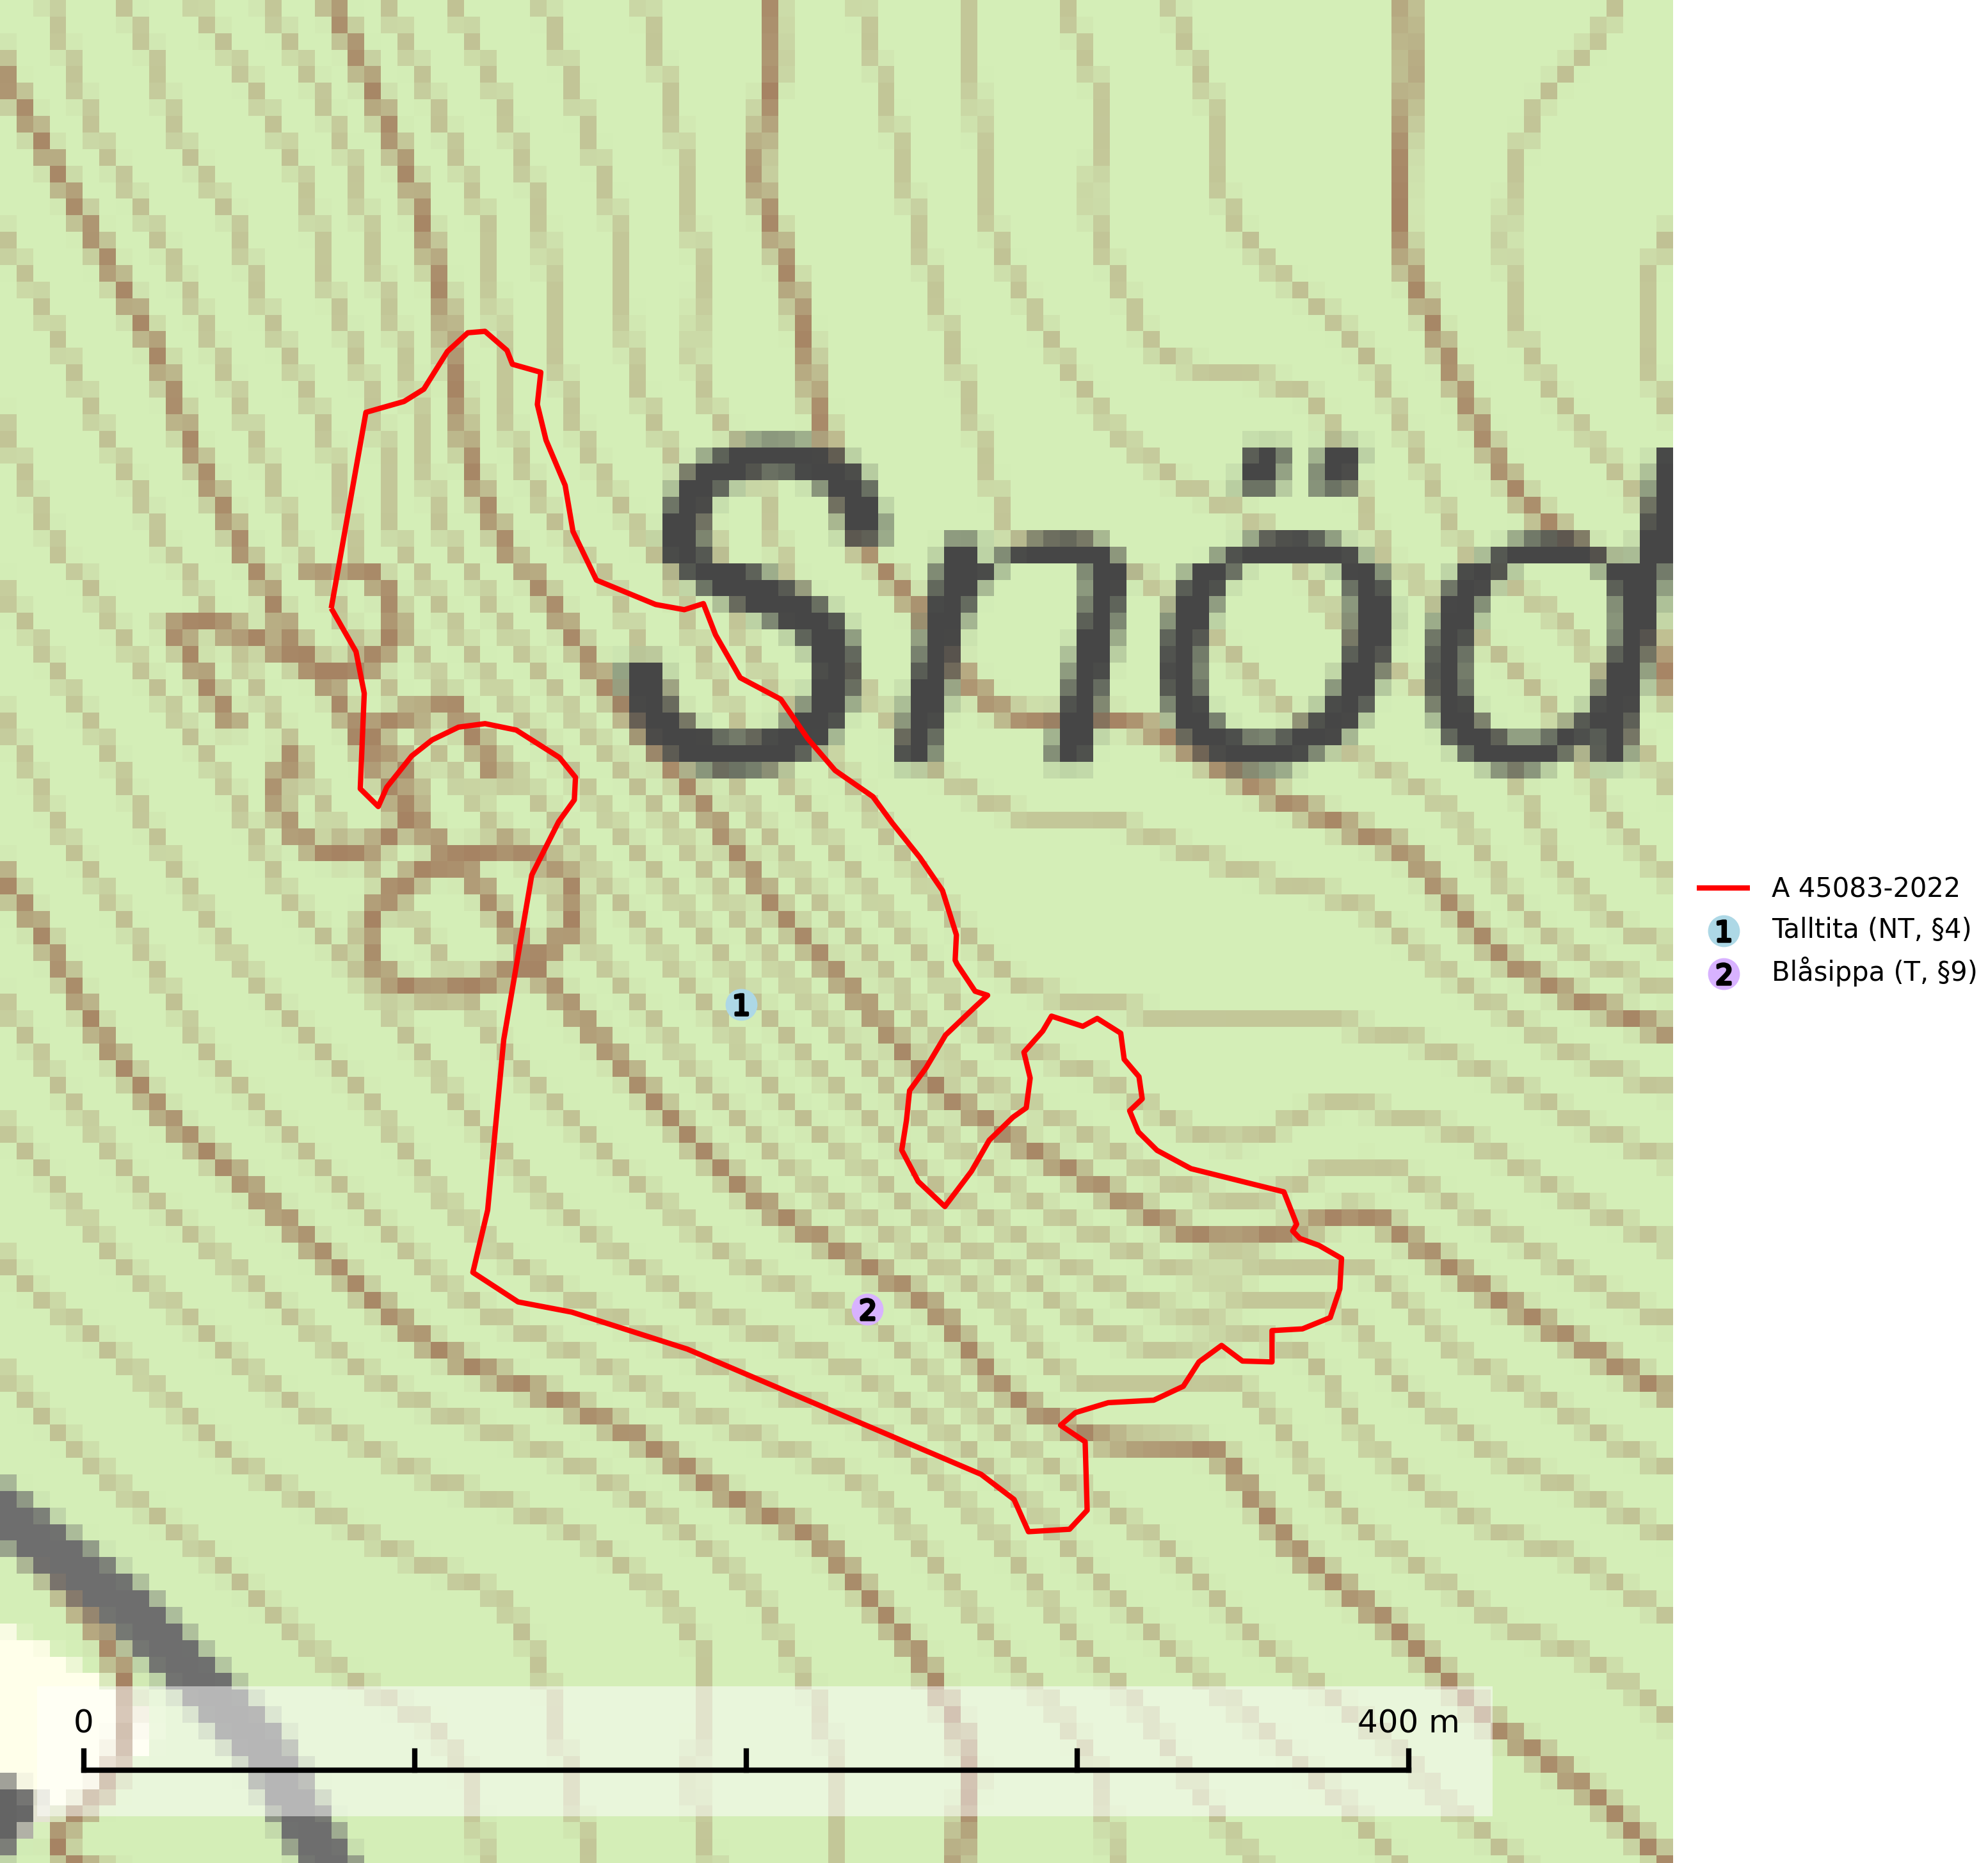 Snöd
A 45083-2022
1 Talltita (NT, §4)
2 Blåsippa (T, §9)
1
2
0 400 m